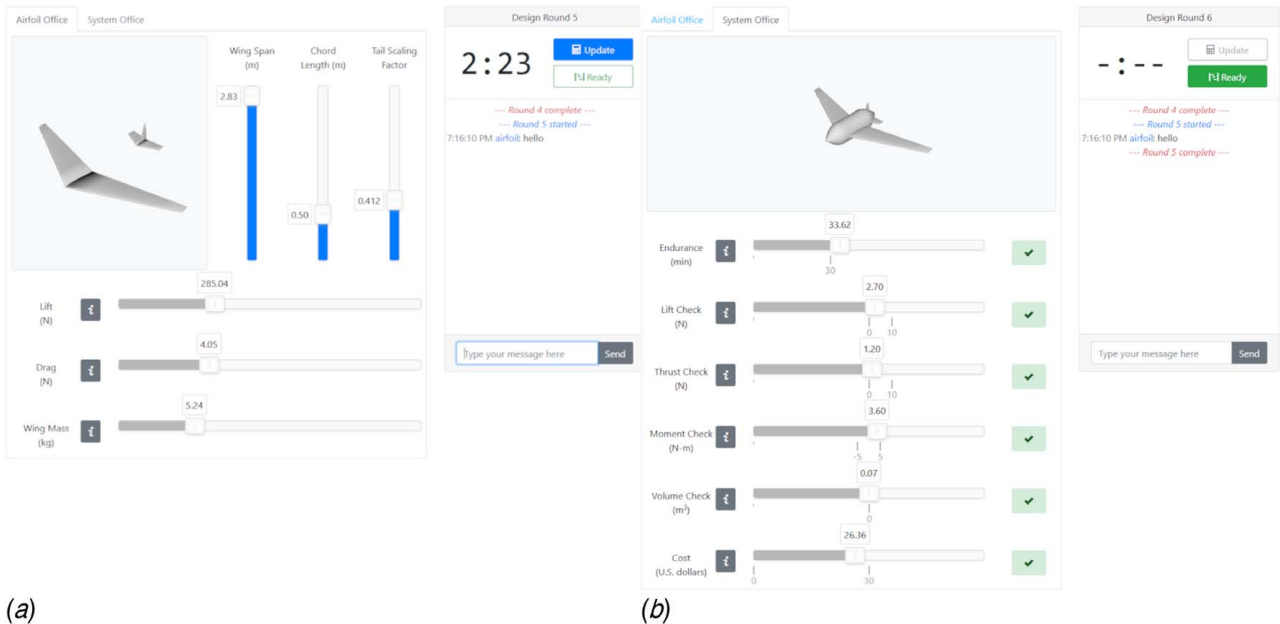 Airfoil Office System Office
Wing Span
(m)
Chord
Length (m)
Tail Scaling
Factor
2.83
0.50
0.412
285.04
Lift
(N)
i
4.05
Drag
(N)
i
5.24
Wing Mass
(kg)
i
Design Round 5
2:23
Update
Ready
--- Round 4 complete ---
--- Round 5 started ---
7:16:10 PM airfoil: hello
Type your message here
Send
(a)
Airfoil Office System Office
33.62
Endurance
(min)
i
30
2.70
Lift Check
(N)
i
0 10
1.20
Thrust Check
(N)
i
0 10
3.60
Moment Check
(N-m)
i
-5 5
0.07
Volume Check
(m³)
i
0
26.36
Cost
(U.S. dollars)
i
0 30
Design Round 6
-:--
Update
Ready
--- Round 4 complete ---
--- Round 5 started ---
7:16:10 PM airfoil: hello
--- Round 5 complete ---
Type your message here
Send
(b)